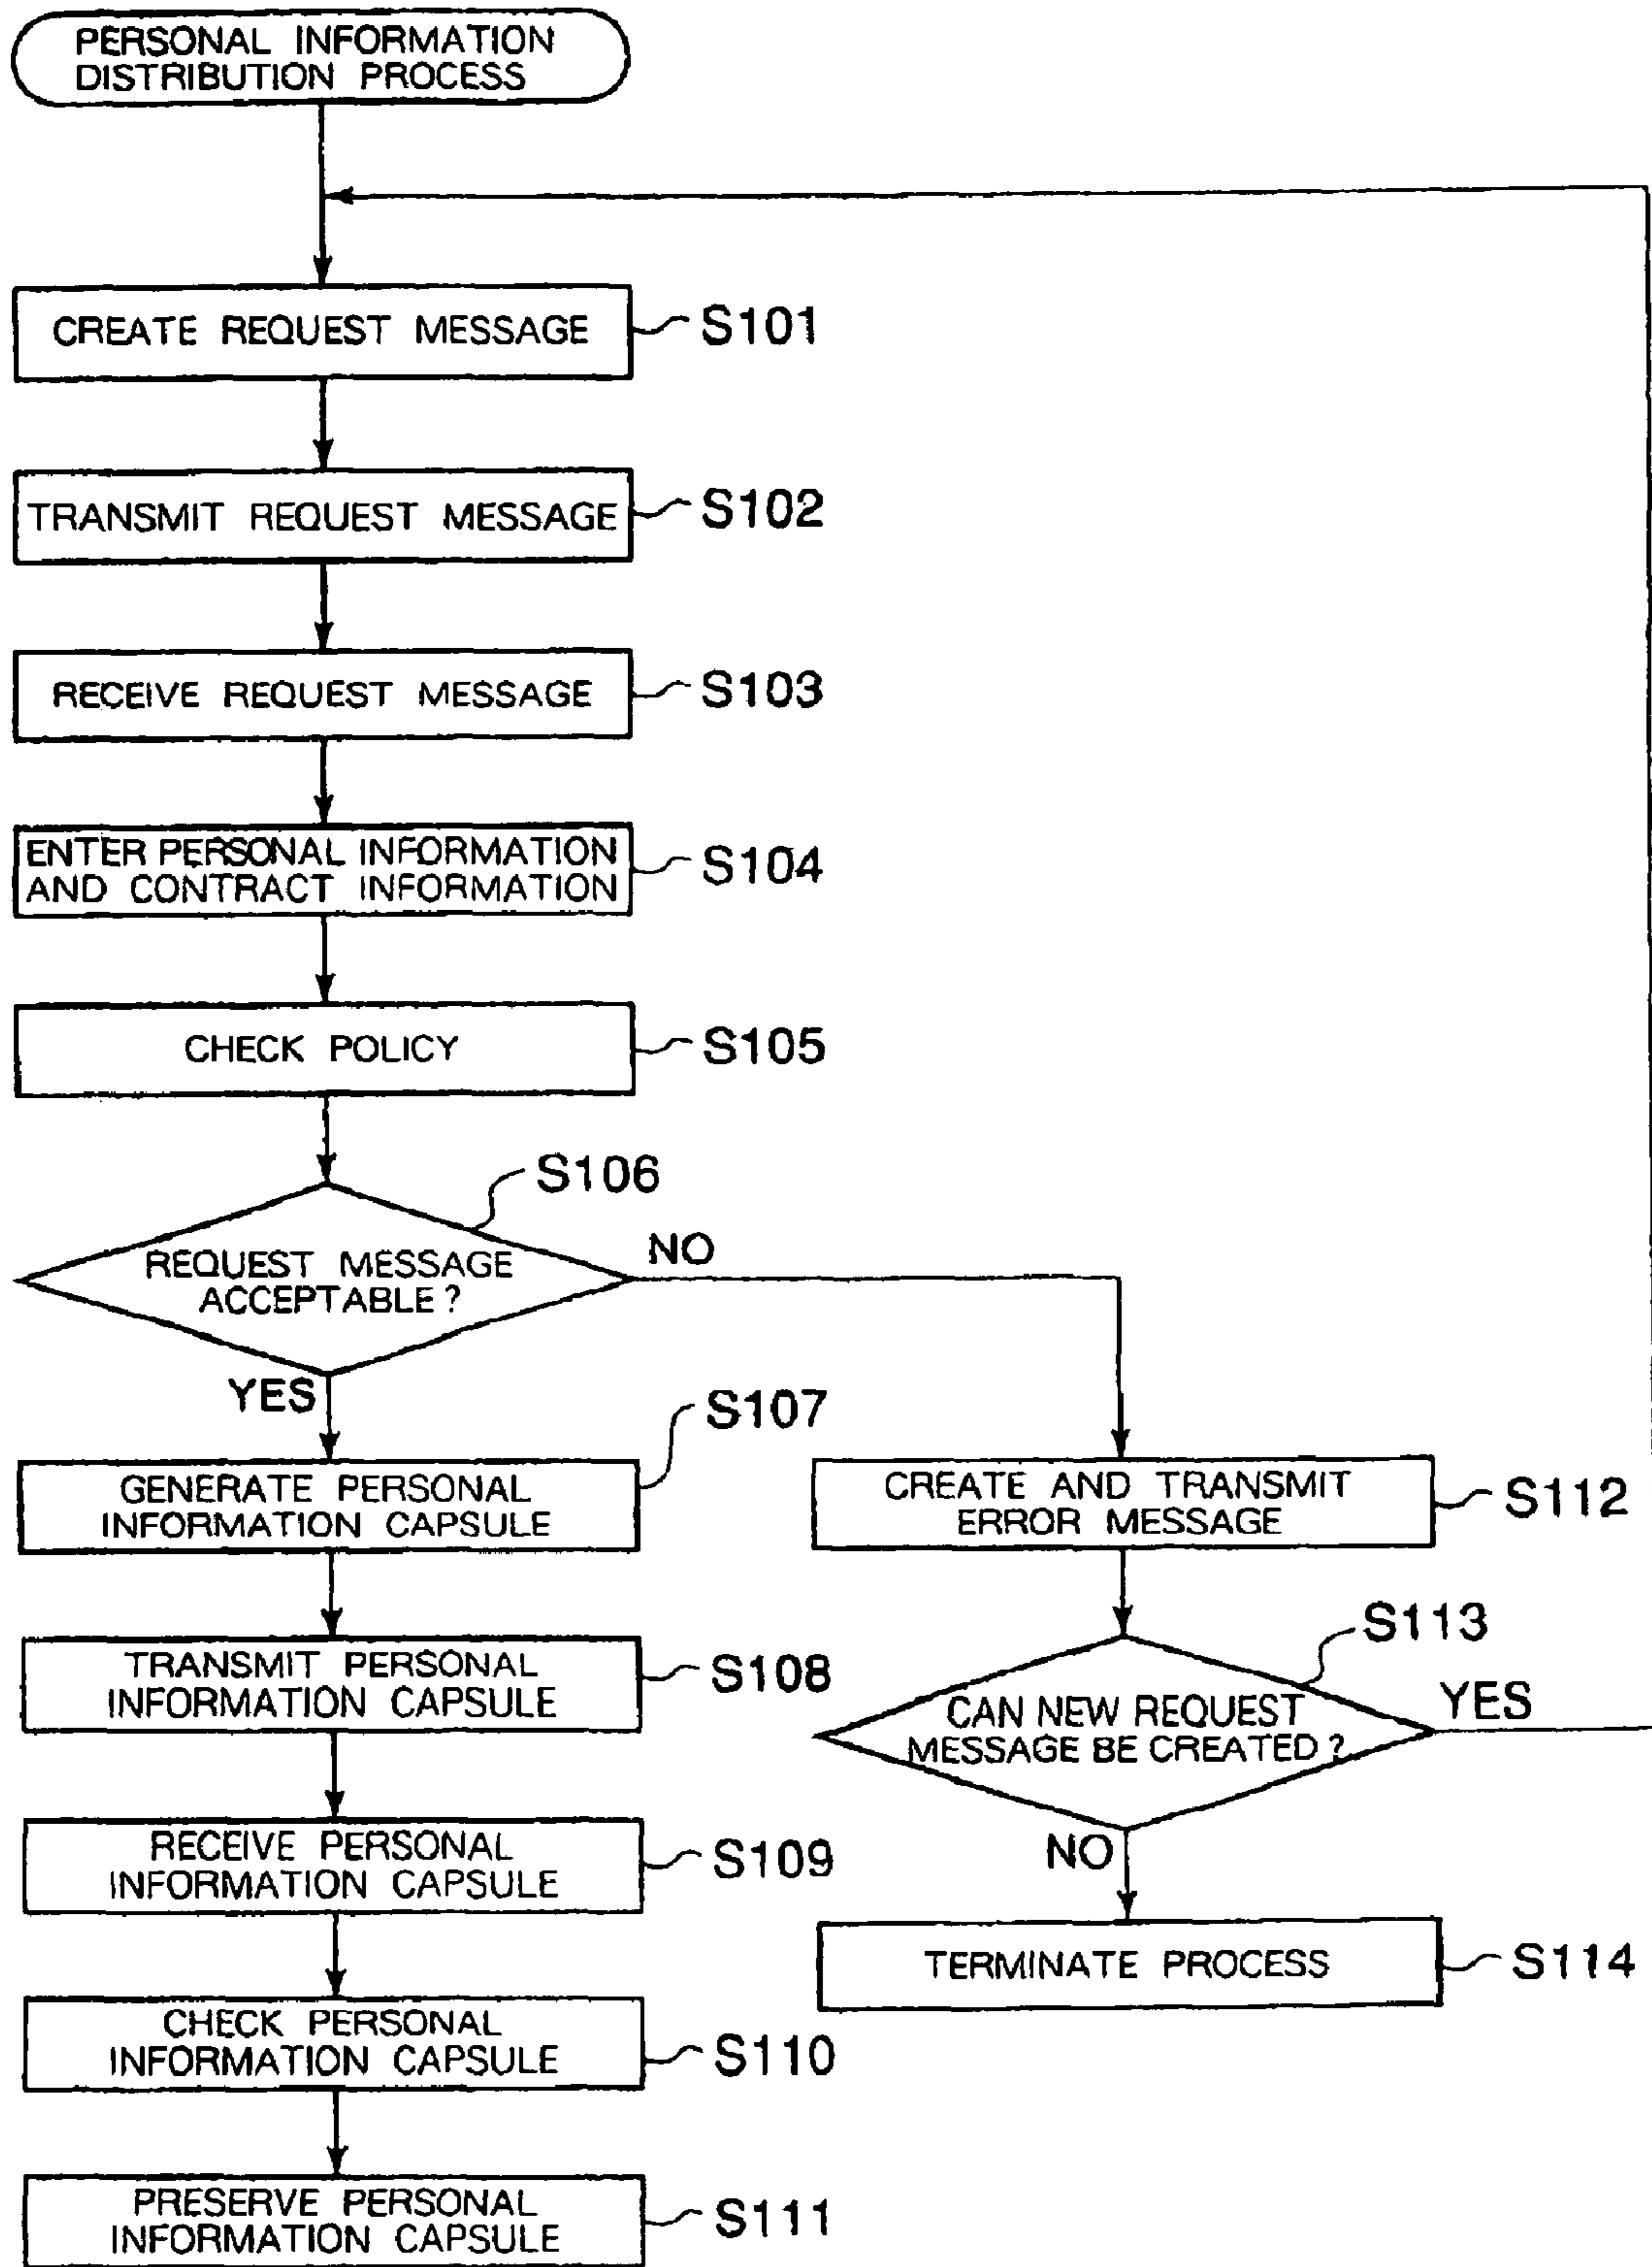 PERSONAL INFORMATION
DISTRIBUTION PROCESS
CREATE REQUEST MESSAGE
S101
TRANSMIT REQUEST MESSAGE
S102
RECEIVE REQUEST MESSAGE
S103
ENTER PERSONAL INFORMATION
AND CONTRACT INFORMATION
S104
CHECK POLICY
S105
S106
REQUEST MESSAGE
ACCEPTABLE?
NO
YES
S107
GENERATE PERSONAL
INFORMATION CAPSULE
CREATE AND TRANSMIT
ERROR MESSAGE
S112
TRANSMIT PERSONAL
INFORMATION CAPSULE
S108
S113
CAN NEW REQUEST
MESSAGE BE CREATED?
YES
NO
RECEIVE PERSONAL
INFORMATION CAPSULE
S109
TERMINATE PROCESS
S114
CHECK PERSONAL
INFORMATION CAPSULE
S110
PRESERVE PERSONAL
INFORMATION CAPSULE
S111